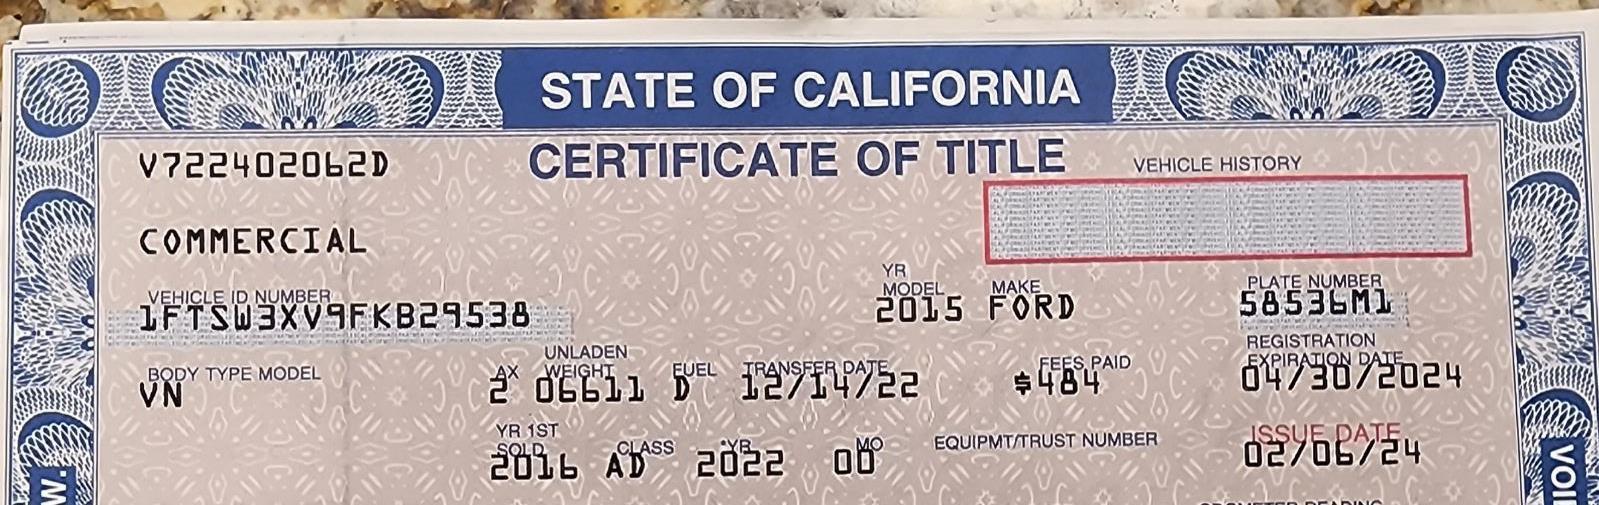 STATE OF CALIFORNIA
CERTIFICATE OF TITLE
V722402062D
VEHICLE HISTORY
COMMERCIAL
VEHICLE ID NUMBER
YR MODEL
MAKE
PLATE NUMBER
1FTSW3XV9FKB29538
2015 FORD
58536M1
BODY TYPE MODEL
AX
UNLADEN WEIGHT
FUEL
TRANSFER DATE
FEES PAID
REGISTRATION EXPIRATION DATE
VN
2 06611 D 12/14/22
$484
04/30/2024
YR 1ST SOLD
CLASS
*YR
MO
EQUIPMT/TRUST NUMBER
ISSUE DATE
2016 AD 2022 00
02/06/24
W.
VOI